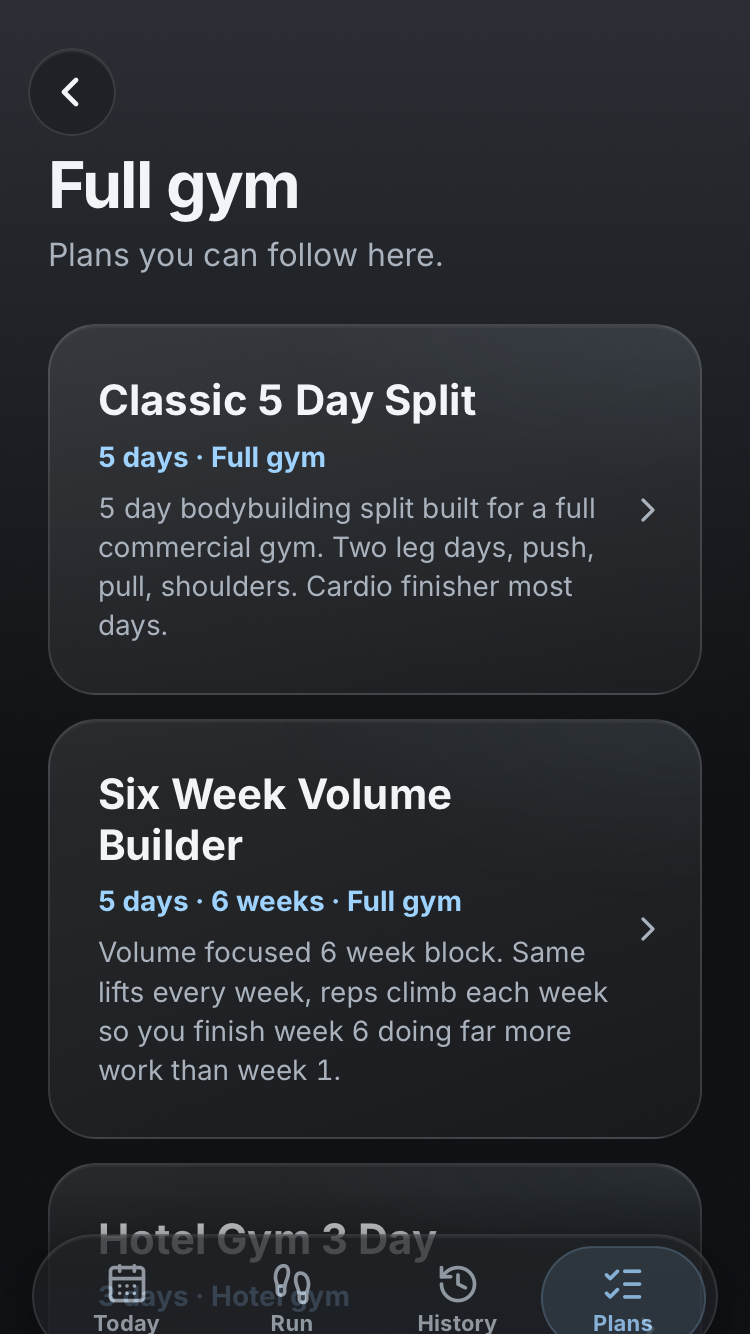 Full gym
Plans you can follow here.
Classic 5 Day Split
5 days · Full gym
5 day bodybuilding split built for a full
commercial gym. Two leg days, push,
pull, shoulders. Cardio finisher most
days.
Six Week Volume
Builder
5 days · 6 weeks · Full gym
Volume focused 6 week block. Same
lifts every week, reps climb each week
so you finish week 6 doing far more
work than week 1.
Hotel Gym 3 Day
3 days · Hotel gym
Today
Run
History
Plans